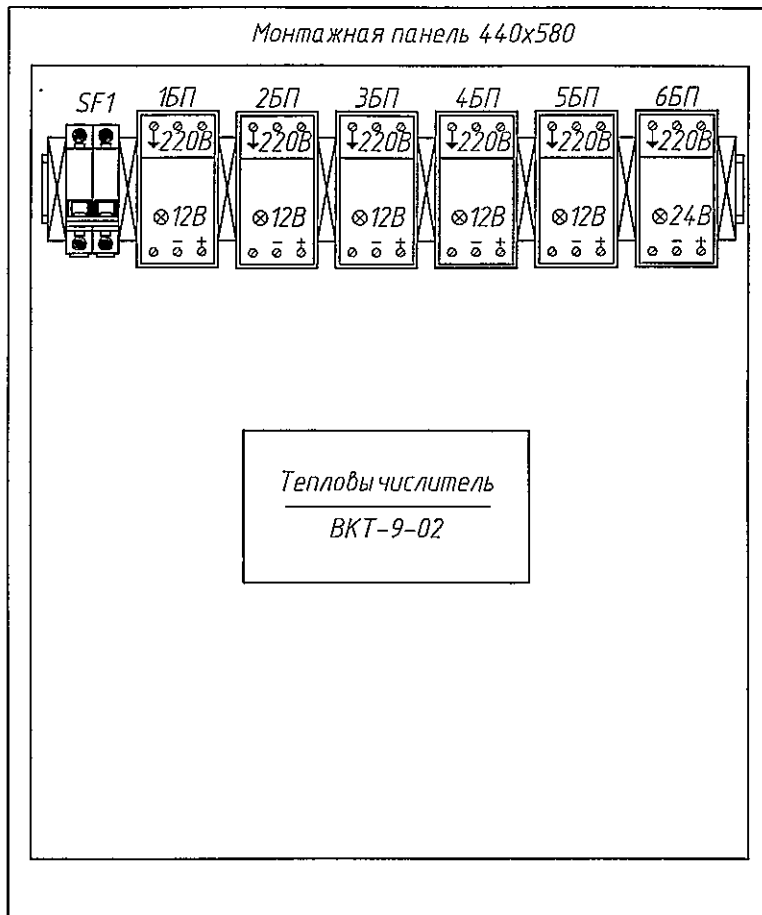 Монтажная панель 440х580
SF1 1БП 2БП 3БП 4БП 5БП 6БП
220В 220В 220В 220В 220В 220В
12В 12В 12В 12В 12В 24В
– + – + – + – + – + – +
Тепловычислитель
ВКТ-9-02